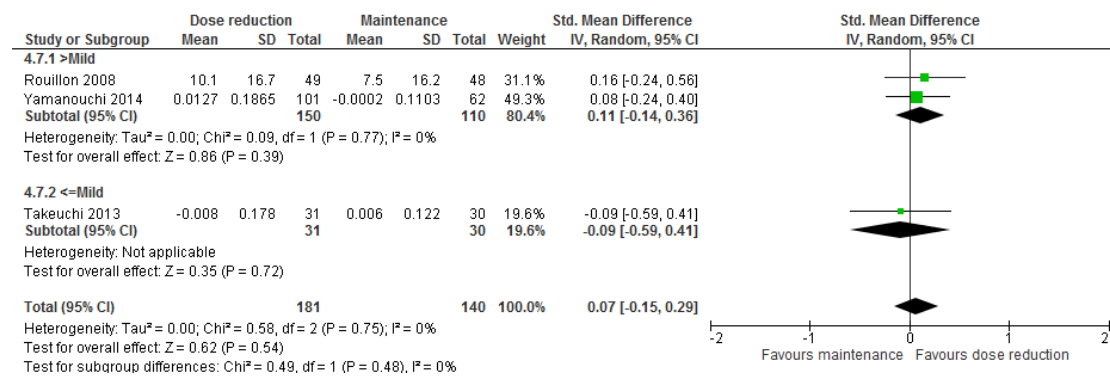 Dose reduction Maintenance Std. Mean Difference Std. Mean Difference
Study or Subgroup Mean SD Total Mean SD Total Weight IV, Random, 95% CI IV, Random, 95% CI
4.7.1 >Mild
Rouillon 2008 10.1 16.7 49 7.5 16.2 48 31.1% 0.16 [-0.24, 0.56]
Yamanouchi 2014 0.0127 0.1865 101 -0.0002 0.1103 62 49.3% 0.08 [-0.24, 0.40]
Subtotal (95% CI) 150 110 80.4% 0.11 [-0.14, 0.36]
Heterogeneity: Tau² = 0.00; Chi² = 0.09, df = 1 (P = 0.77); I² = 0%
Test for overall effect: Z = 0.86 (P = 0.39)
4.7.2 <=Mild
Takeuchi 2013 -0.008 0.178 31 0.006 0.122 30 19.6% -0.09 [-0.59, 0.41]
Subtotal (95% CI) 31 30 19.6% -0.09 [-0.59, 0.41]
Heterogeneity: Not applicable
Test for overall effect: Z = 0.35 (P = 0.72)
Total (95% CI) 181 140 100.0% 0.07 [-0.15, 0.29]
Heterogeneity: Tau² = 0.00; Chi² = 0.58, df = 2 (P = 0.75); I² = 0%
Test for overall effect: Z = 0.62 (P = 0.54)
Test for subgroup differences: Chi² = 0.49, df = 1 (P = 0.48), I² = 0%
-2 -1 0 1 2
Favours maintenance Favours dose reduction